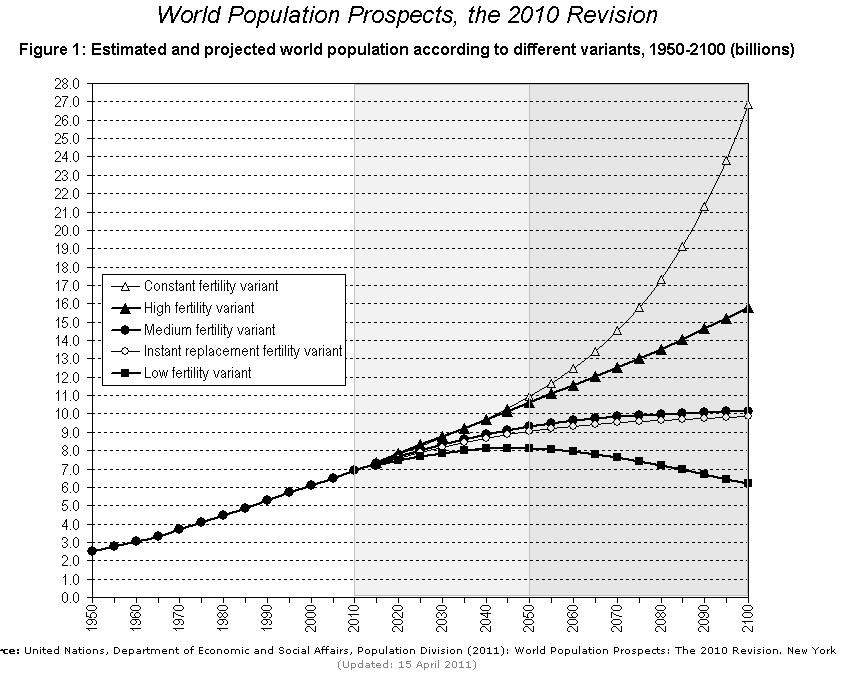 World Population Prospects, the 2010 Revision
Figure 1: Estimated and projected world population according to different variants, 1950-2100 (billions)
28.0
27.0
26.0
25.0
24.0
23.0
22.0
21.0
20.0
19.0
18.0
17.0
16.0
15.0
14.0
13.0
12.0
11.0
10.0
9.0
8.0
7.0
6.0
5.0
4.0
3.0
2.0
1.0
0.0
Constant fertility variant
High fertility variant
Medium fertility variant
Instant replacement fertility variant
Low fertility variant
1950 1960 1970 1980 1990 2000 2010 2020 2030 2040 2050 2060 2070 2080 2090 2100
rce: United Nations, Department of Economic and Social Affairs, Population Division (2011): World Population Prospects: The 2010 Revision. New York
(Updated: 15 April 2011)